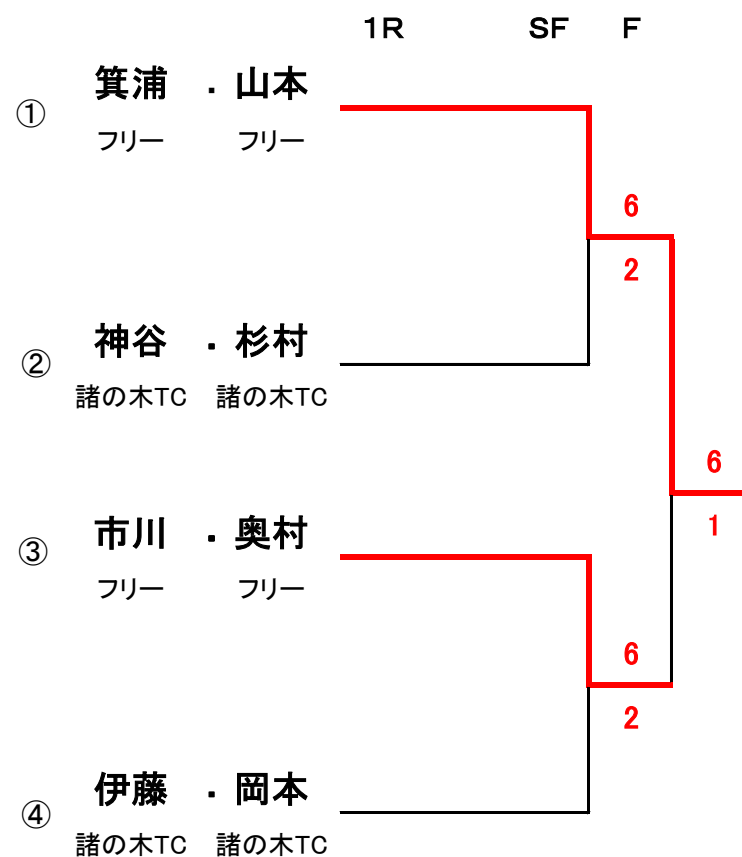 1R SF F
① 箕浦 . 山本
フリー フリー
6
2
② 神谷 . 杉村
諸の木TC 諸の木TC
6
1
③ 市川 . 奥村
フリー フリー
6
2
④ 伊藤 . 岡本
諸の木TC 諸の木TC